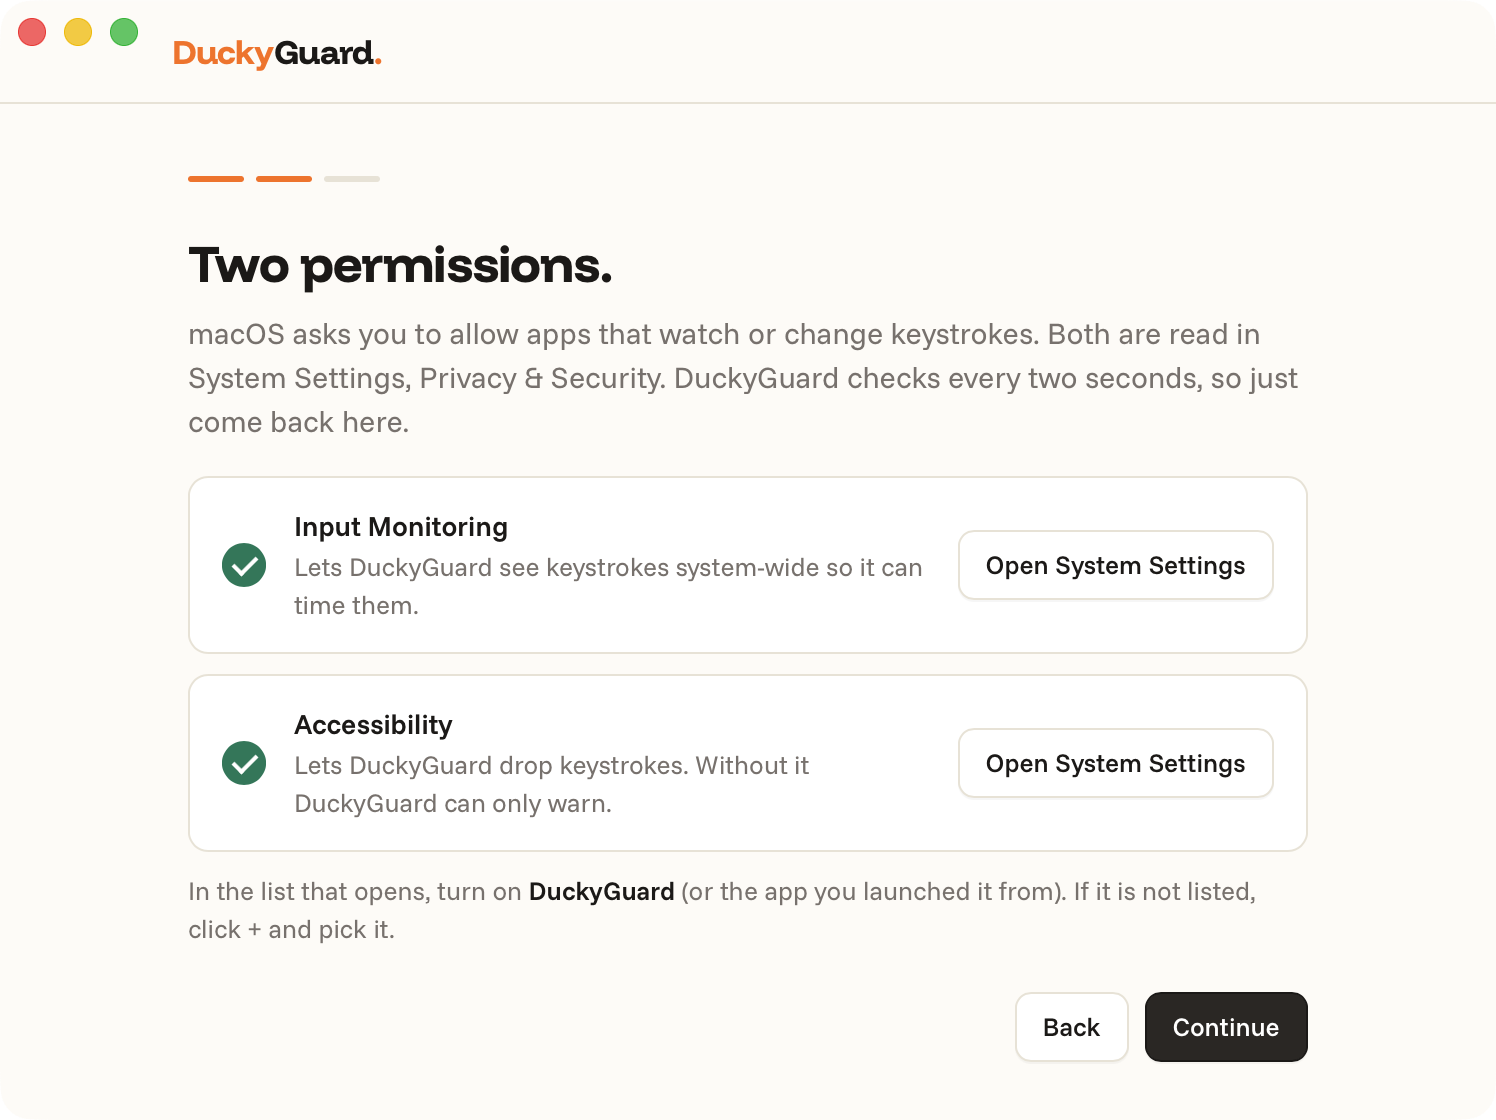 DuckyGuard.
Two permissions.
macOS asks you to allow apps that watch or change keystrokes. Both are read in
System Settings, Privacy & Security. DuckyGuard checks every two seconds, so just
come back here.
Input Monitoring
Lets DuckyGuard see keystrokes system-wide so it can
time them.
Open System Settings
Accessibility
Lets DuckyGuard drop keystrokes. Without it
DuckyGuard can only warn.
Open System Settings
In the list that opens, turn on DuckyGuard (or the app you launched it from). If it is not listed,
click + and pick it.
Back
Continue